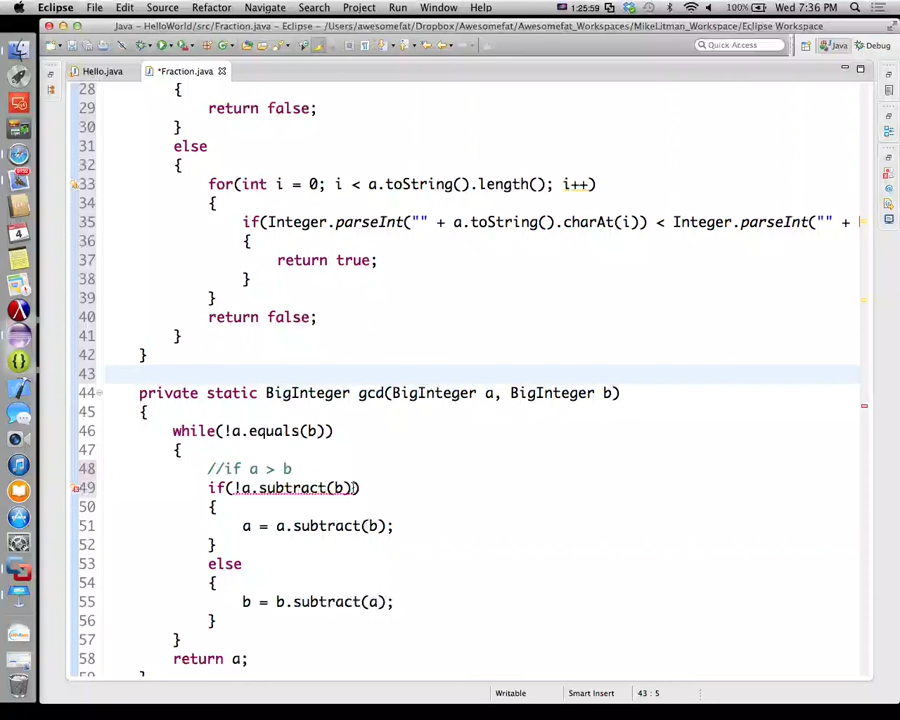 Eclipse File Edit Source Refactor Navigate Search Project Run Window Help 1:25:59 100% Wed 7:36 PM
Java - HelloWorld/src/Fraction.java - Eclipse - /Users/awesomefat/Dropbox/Awesomefat/Awesomefat_Workspaces/MikeLitman_Workspace/Eclipse Workspace
Quick Access Java Debug
Hello.java *Fraction.java
28 {
29 return false;
30 }
31 else
32 {
33 for(int i = 0; i < a.toString().length(); i++)
34 {
35 if(Integer.parseInt("" + a.toString().charAt(i)) < Integer.parseInt("" +
36 {
37 return true;
38 }
39 }
40 return false;
41 }
42 }
43
44 private static BigInteger gcd(BigInteger a, BigInteger b)
45 {
46 while(!a.equals(b))
47 {
48 //if a > b
49 if(!a.subtract(b))
50 {
51 a = a.subtract(b);
52 }
53 else
54 {
55 b = b.subtract(a);
56 }
57 }
58 return a;
59 }
Writable Smart Insert 43 : 5